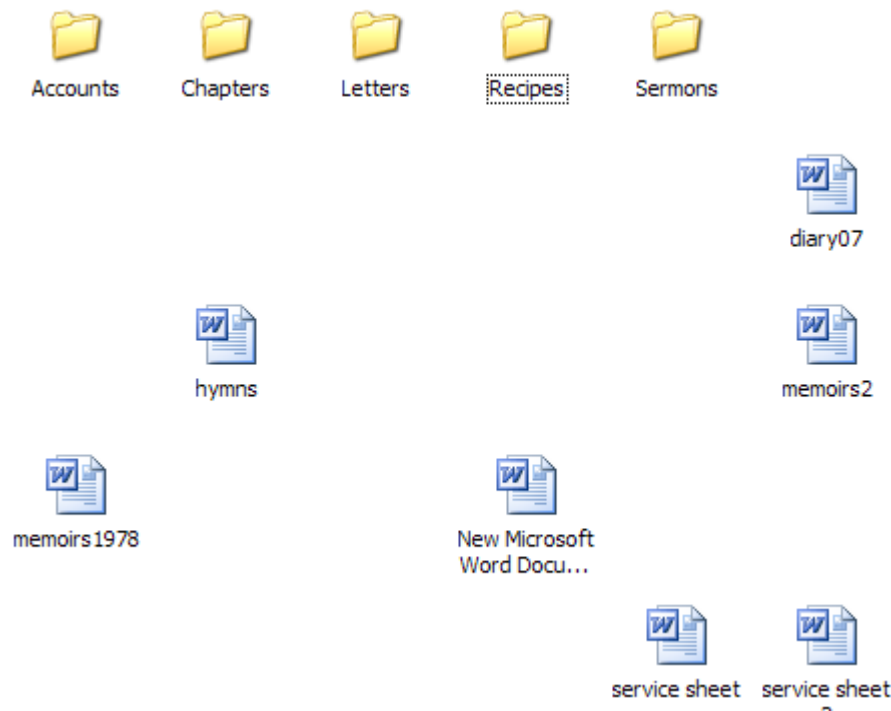 Accounts
Chapters
Letters
Recipes
Sermons
diary07
hymns
memoirs2
memoirs1978
New Microsoft
Word Docu...
service sheet
service sheet